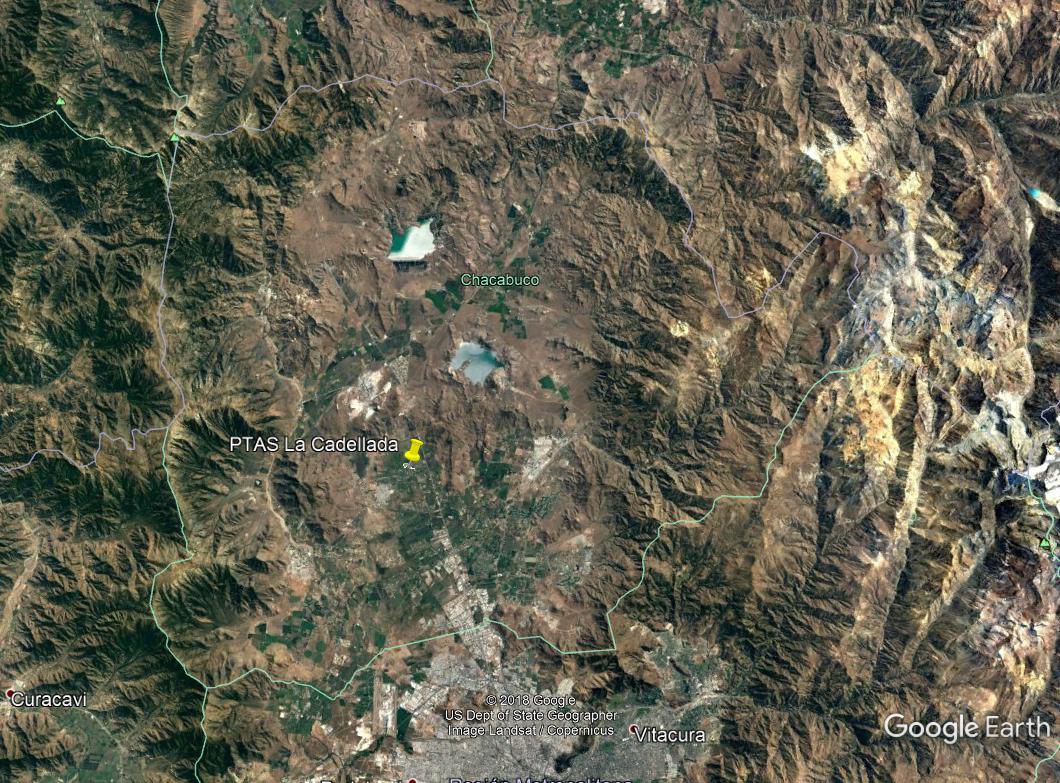 Chacabuco
PTAS La Cadellada
Curacavi
© 2018 Google
US Dept of State Geographer
Image Landsat / Copernicus
Vitacura
Google Earth